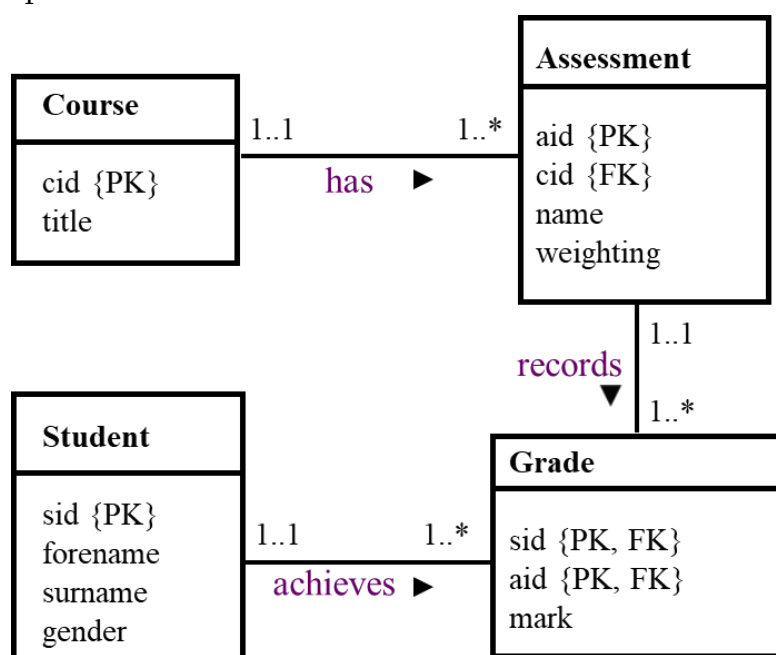 Course
cid {PK}
title
1..1
1..*
has ►
Assessment
aid {PK}
cid {FK}
name
weighting
1..1
records
▼
1..*
Student
sid {PK}
forename
surname
gender
1..1
1..*
achieves ►
Grade
sid {PK, FK}
aid {PK, FK}
mark